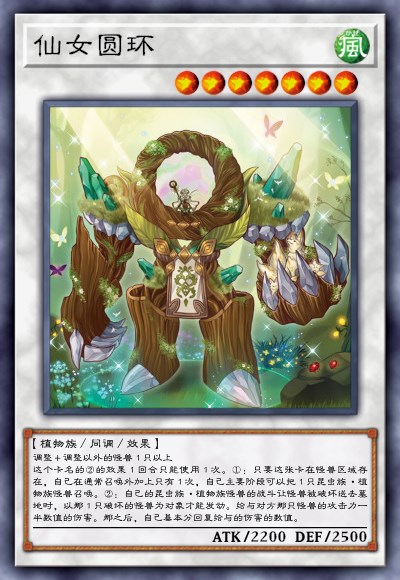 仙女圆环
風
【植物族／同调／效果】
调整＋调整以外的怪兽1只以上
这个卡名的②的效果1回合只能使用1次。①：只要这张卡在怪兽区域存
在，自己在通常召唤外加上只有1次，自己主要阶段可以把1只昆虫族·植
物族怪兽召唤。②：自己的昆虫族·植物族怪兽的战斗让怪兽被破坏送去墓
地时，以那1只破坏的怪兽为对象才能发动。给与对方那只怪兽的攻击力一
半数值的伤害。那之后，自己基本分回复给与的伤害的数值。
ATK/2200 DEF/2500